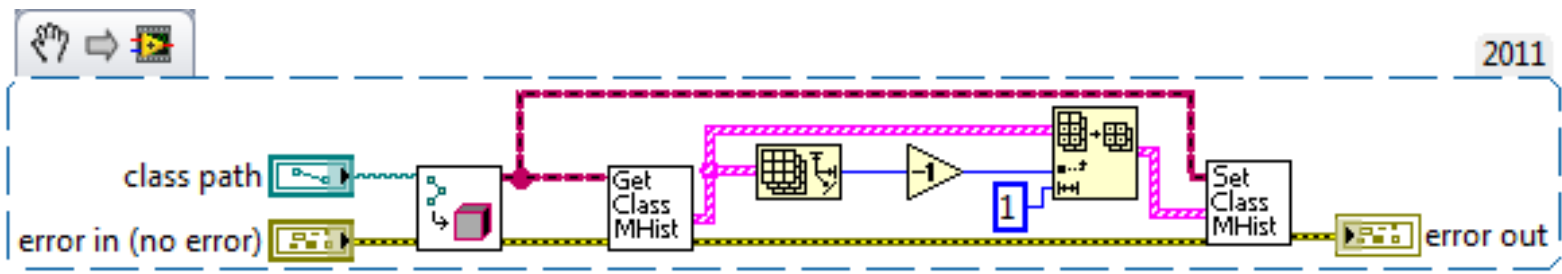 2011
class path
error in (no error)
Get
Class
MHist
-1
1
Set
Class
MHist
error out